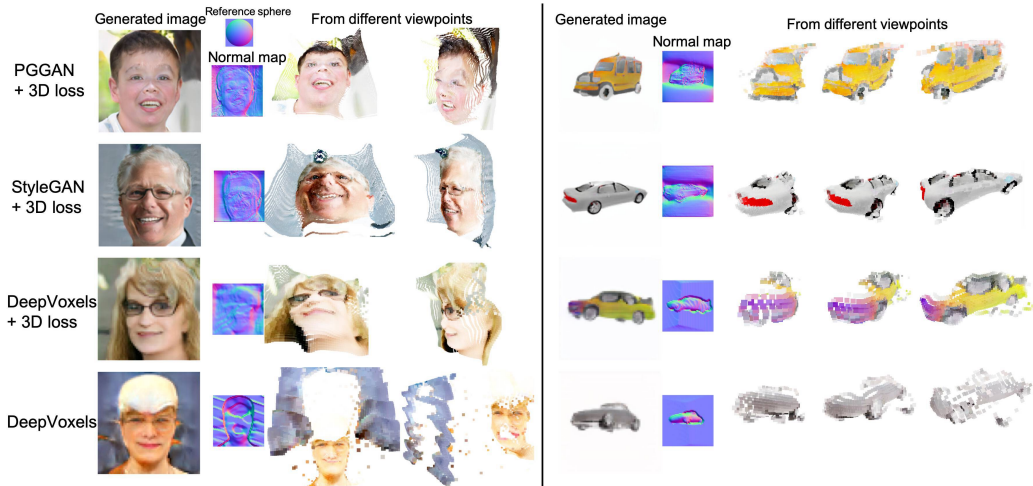 Generated image
Reference sphere
From different viewpoints
Normal map
PGGAN
+ 3D loss
StyleGAN
+ 3D loss
DeepVoxels
+ 3D loss
DeepVoxels
Generated image
From different viewpoints
Normal map